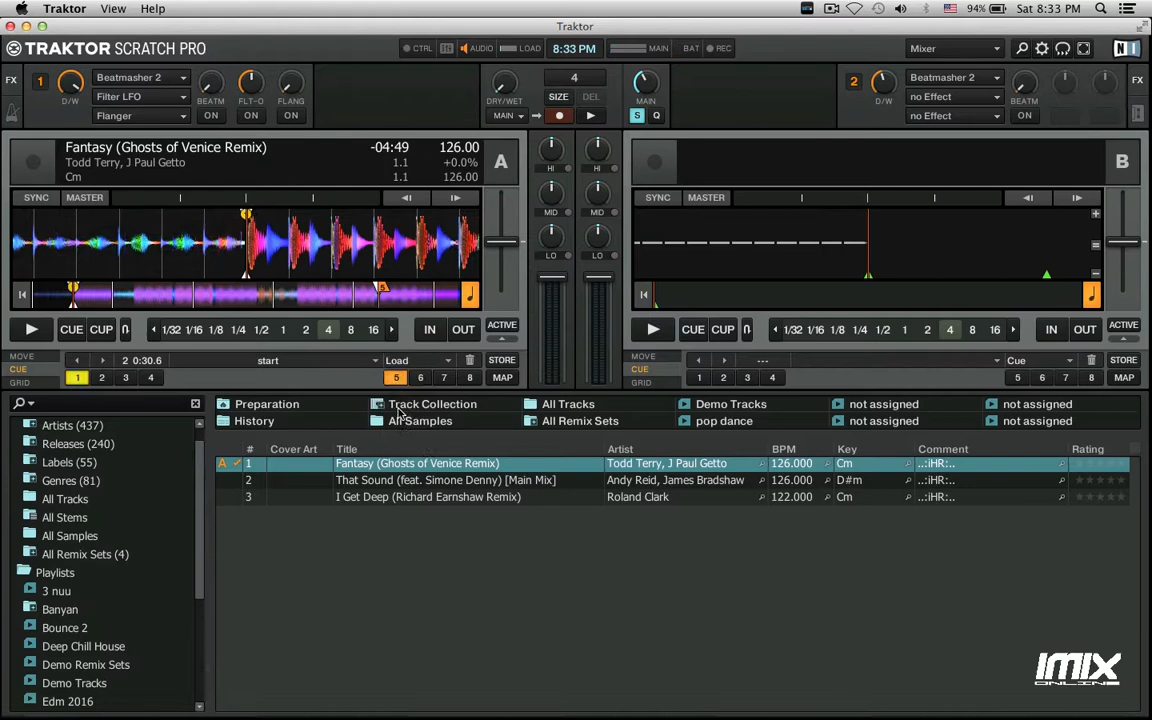 Traktor View Help 94% Sat 8:33 PM
Traktor
TRAKTOR SCRATCH PRO CTRL AUDIO LOAD 8:33 PM MAIN BAT REC Mixer
FX 1 D/W Beatmasher 2 Filter LFO Flanger BEATM ON FLT-O ON FLANG ON
DRY/WET MAIN 4 SIZE DEL MAIN S Q
2 D/W Beatmasher 2 no Effect no Effect BEATM ON FX
Fantasy (Ghosts of Venice Remix) -04:49 126.00 A
Todd Terry, J Paul Getto 1.1 +0.0%
Cm 1.1 126.00
HI HI
MID MID
LO LO
B
SYNC MASTER
SYNC MASTER
1
1 5
CUE CUP 1/32 1/16 1/8 1/4 1/2 1 2 4 8 16 IN OUT ACTIVE
CUE CUP 1/32 1/16 1/8 1/4 1/2 1 2 4 8 16 IN OUT ACTIVE
MOVE
CUE
GRID
2 0:30.6 start Load STORE
1 2 3 4 5 6 7 8 MAP
MOVE
CUE
GRID
--- Cue STORE
1 2 3 4 5 6 7 8 MAP
Preparation Track Collection All Tracks Demo Tracks not assigned not assigned
History All Samples All Remix Sets pop dance not assigned not assigned
Artists (437)
Releases (240)
Labels (55)
Genres (81)
All Tracks
All Stems
All Samples
All Remix Sets (4)
Playlists
3 nuu
Banyan
Bounce 2
Deep Chill House
Demo Remix Sets
Demo Tracks
Edm 2016
# Cover Art Title Artist BPM Key Comment Rating
A 1 Fantasy (Ghosts of Venice Remix) Todd Terry, J Paul Getto 126.000 Cm ..:iHR:..
2 That Sound (feat. Simone Denny) [Main Mix] Andy Reid, James Bradshaw 126.000 D#m ..:iHR:..
3 I Get Deep (Richard Earnshaw Remix) Roland Clark 122.000 Cm ..:iHR:..
IMIX
ONLINE